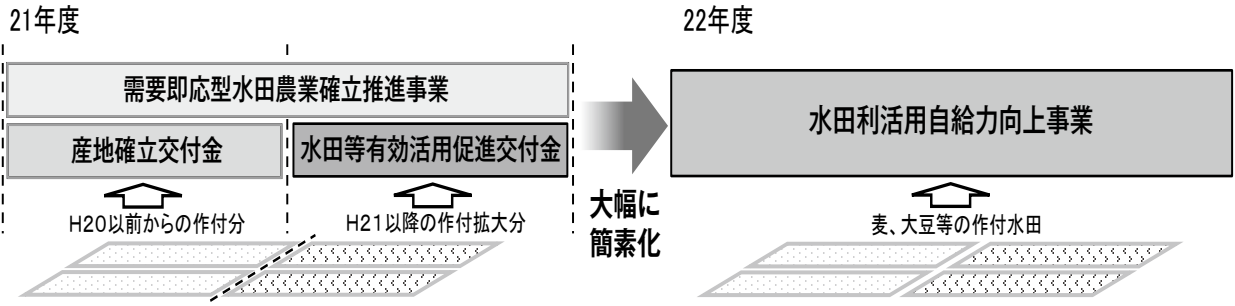 21年度
22年度
需要即応型水田農業確立推進事業
産地確立交付金
水田等有効活用促進交付金
水田利活用自給力向上事業
大幅に
簡素化
H20以前からの作付分
H21以降の作付拡大分
麦、大豆等の作付水田